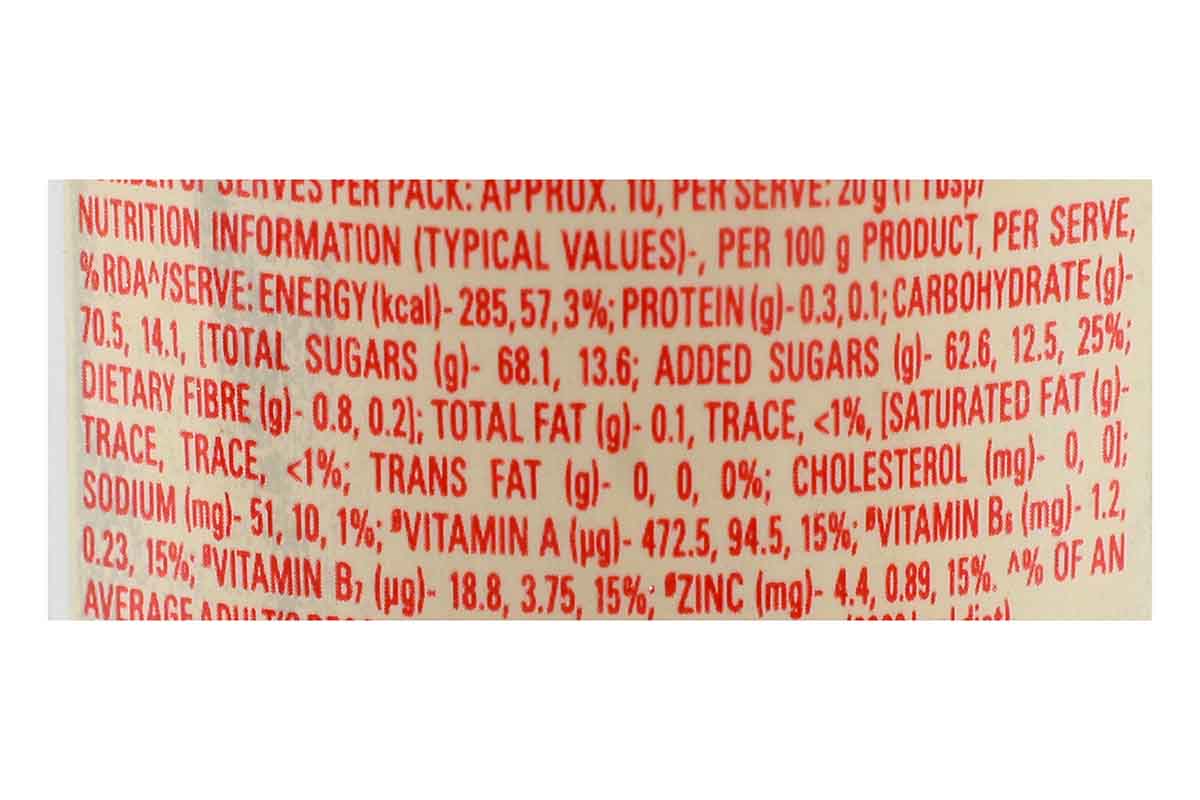 NUMBER OF SERVES PER PACK: APPROX. 10, PER SERVE: 20 g (1 Tbsp)
NUTRITION INFORMATION (TYPICAL VALUES)-, PER 100 g PRODUCT, PER SERVE,
% RDA^/SERVE: ENERGY (kcal)- 285, 57, 3%; PROTEIN (g)- 0.3, 0.1; CARBOHYDRATE (g)-
70.5, 14.1, [TOTAL SUGARS (g)- 68.1, 13.6; ADDED SUGARS (g)- 62.6, 12.5, 25%;
DIETARY FIBRE (g)- 0.8, 0.2]; TOTAL FAT (g)- 0.1, TRACE, <1%, [SATURATED FAT (g)-
TRACE, TRACE, <1%; TRANS FAT (g)- 0, 0, 0%; CHOLESTEROL (mg)- 0, 0];
SODIUM (mg)- 51, 10, 1%; #VITAMIN A (µg)- 472.5, 94.5, 15%; #VITAMIN B₆ (mg)- 1.2,
0.23, 15%; #VITAMIN B₇ (µg)- 18.8, 3.75, 15%; #ZINC (mg)- 4.4, 0.89, 15%. ^% OF AN
AVERAGE ADULT'S